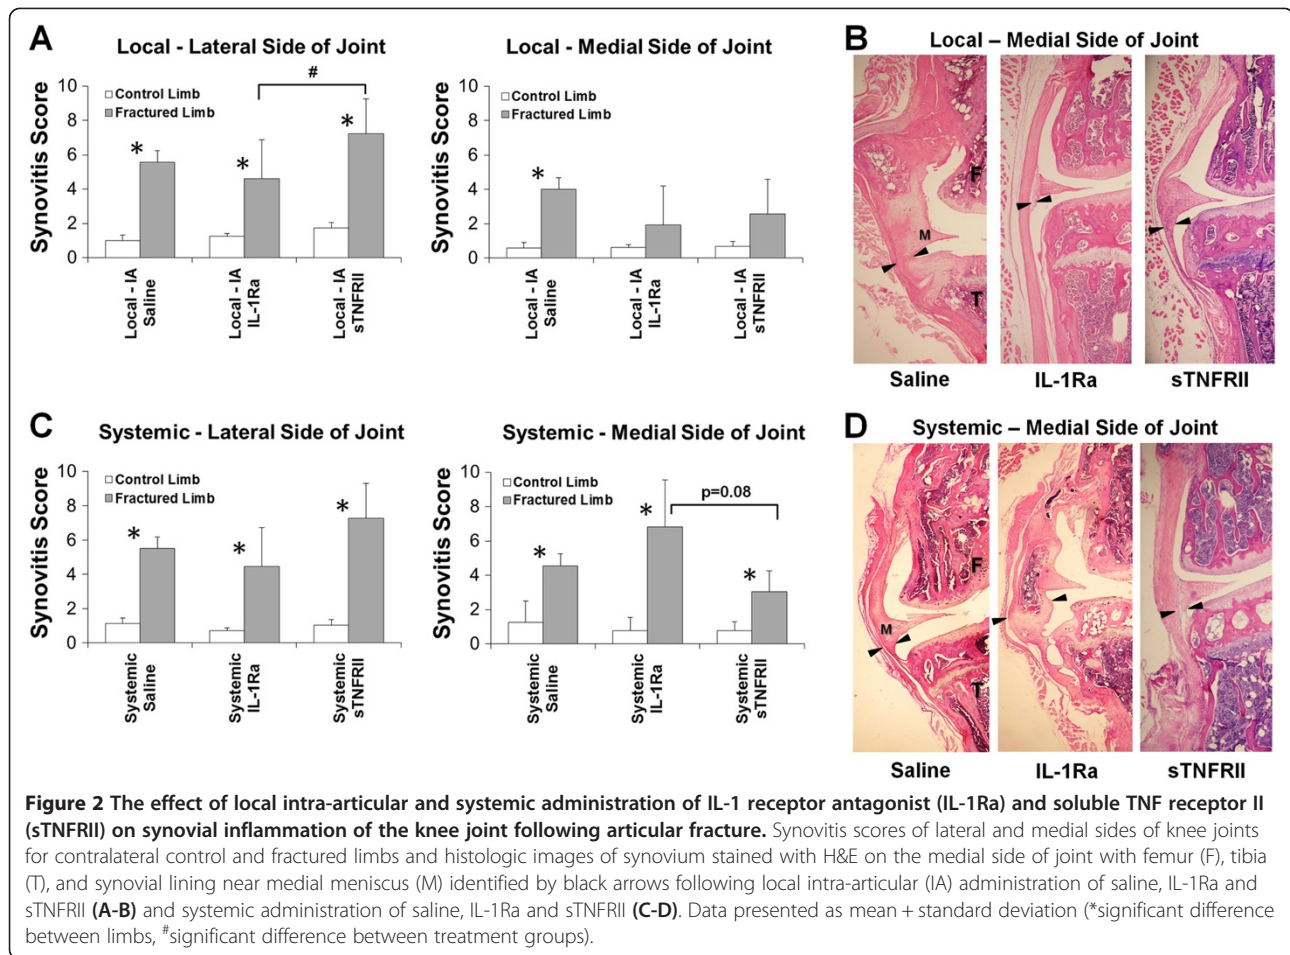 A
Local - Lateral Side of Joint
Synovitis Score
10
8
6
4
2
0
Control Limb
Fractured Limb
*
*
*
#
Local - IA
Saline
Local - IA
IL-1Ra
Local - IA
sTNFRII
Local - Medial Side of Joint
Synovitis Score
10
8
6
4
2
0
Control Limb
Fractured Limb
*
Local - IA
Saline
Local - IA
IL-1Ra
Local - IA
sTNFRII
B
Local – Medial Side of Joint
F
M
T
Saline
IL-1Ra
sTNFRII
C
Systemic - Lateral Side of Joint
Synovitis Score
10
8
6
4
2
0
Control Limb
Fractured Limb
*
*
*
Systemic
Saline
Systemic
IL-1Ra
Systemic
sTNFRII
Systemic - Medial Side of Joint
Synovitis Score
10
8
6
4
2
0
Control Limb
Fractured Limb
*
*
*
p=0.08
Systemic
Saline
Systemic
IL-1Ra
Systemic
sTNFRII
D
Systemic – Medial Side of Joint
F
M
T
Saline
IL-1Ra
sTNFRII
Figure 2 The effect of local intra-articular and systemic administration of IL-1 receptor antagonist (IL-1Ra) and soluble TNF receptor II
(sTNFRII) on synovial inflammation of the knee joint following articular fracture. Synovitis scores of lateral and medial sides of knee joints
for contralateral control and fractured limbs and histologic images of synovium stained with H&E on the medial side of joint with femur (F), tibia
(T), and synovial lining near medial meniscus (M) identified by black arrows following local intra-articular (IA) administration of saline, IL-1Ra and
sTNFRII (A-B) and systemic administration of saline, IL-1Ra and sTNFRII (C-D). Data presented as mean + standard deviation (*significant difference
between limbs, #significant difference between treatment groups).